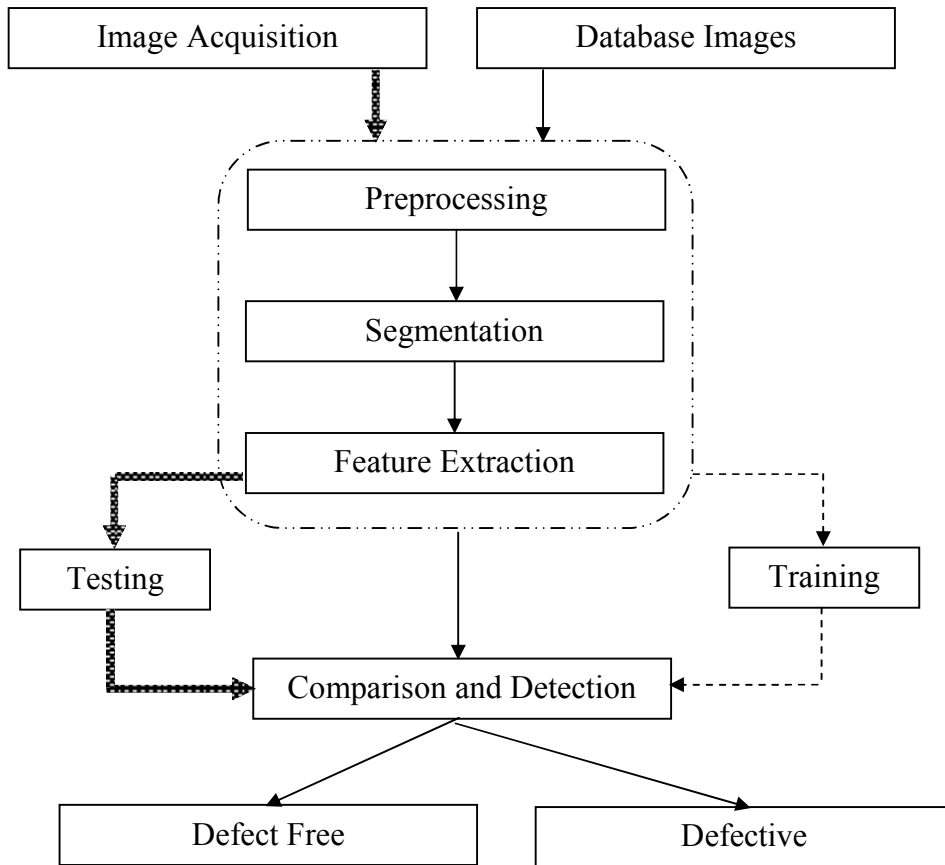 Image Acquisition
Database Images
Preprocessing
Segmentation
Feature Extraction
Testing
Training
Comparison and Detection
Defect Free
Defective